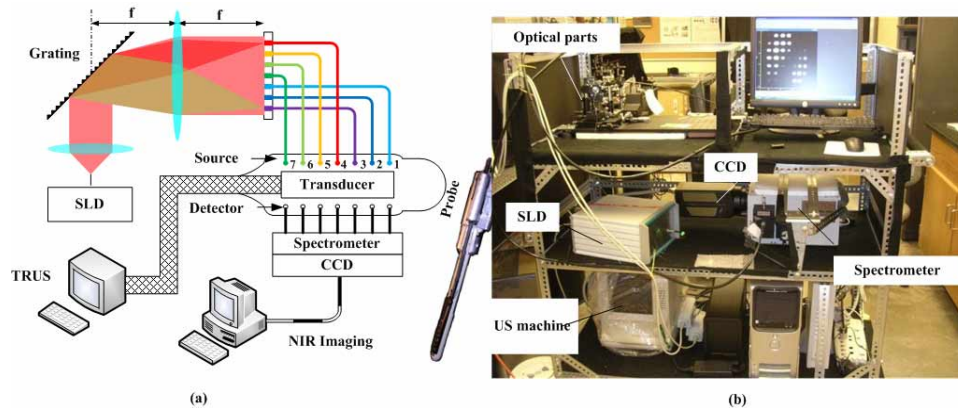 f f
Grating
Source
7 6 5 4 3 2 1
Transducer
Detector
Probe
SLD
Spectrometer
CCD
TRUS
NIR Imaging
(a)
Optical parts
CCD
SLD
Spectrometer
US machine
(b)